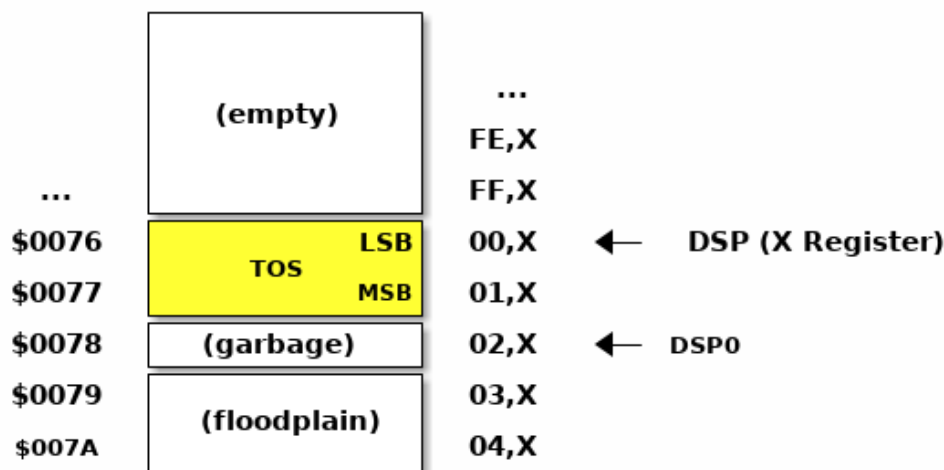 (empty)
...
FE,X
... FF,X
$0076 LSB 00,X DSP (X Register)
TOS
$0077 MSB 01,X
$0078 (garbage) 02,X DSP0
$0079 03,X
(floodplain)
$007A 04,X